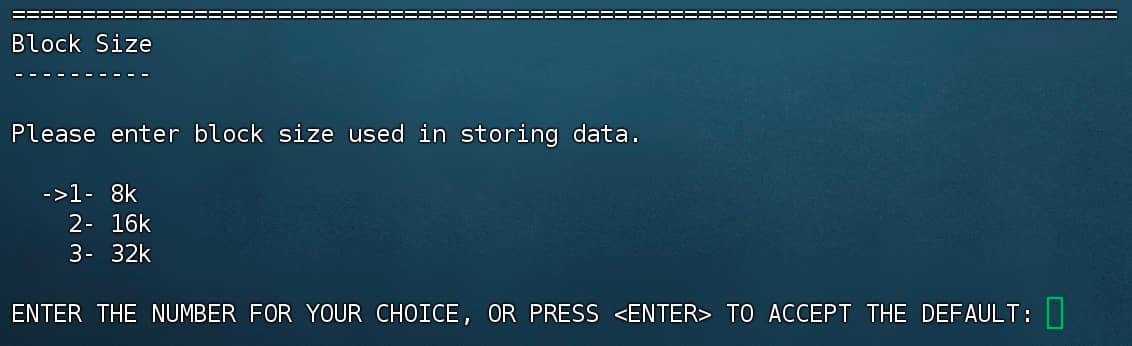 ===============================================================================
Block Size
----------
Please enter block size used in storing data.
->1- 8k
2- 16k
3- 32k
ENTER THE NUMBER FOR YOUR CHOICE, OR PRESS <ENTER> TO ACCEPT THE DEFAULT: